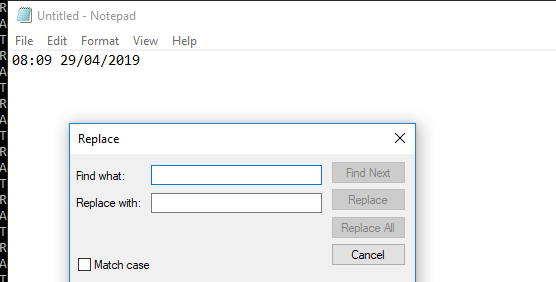 Untitled - Notepad
File Edit Format View Help
08:09 29/04/2019
Replace
Find what:
Find Next
Replace with:
Replace
Replace All
Cancel
Match case
R
A
T
R
A
T
R
A
T
R
A
T
R
A
T
R
A
T
R
A
T